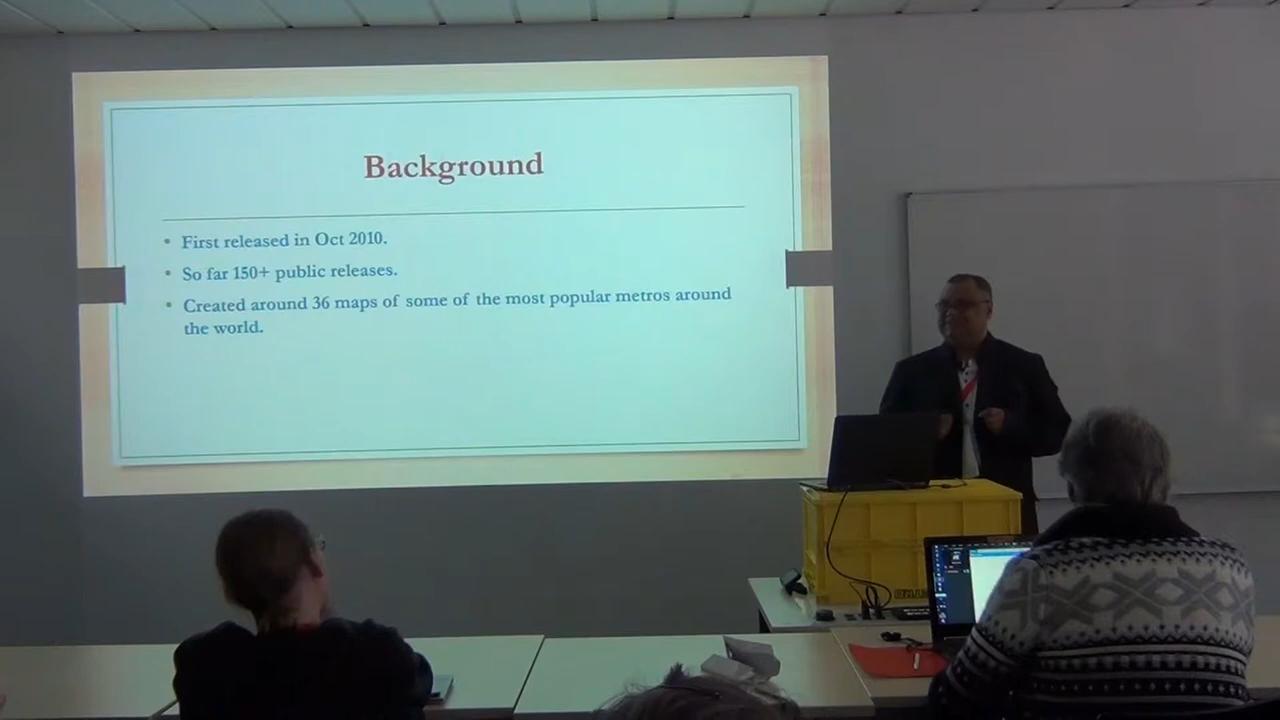 Background
• First released in Oct 2010.
• So far 150+ public releases.
• Created around 36 maps of some of the most popular metros around
the world.